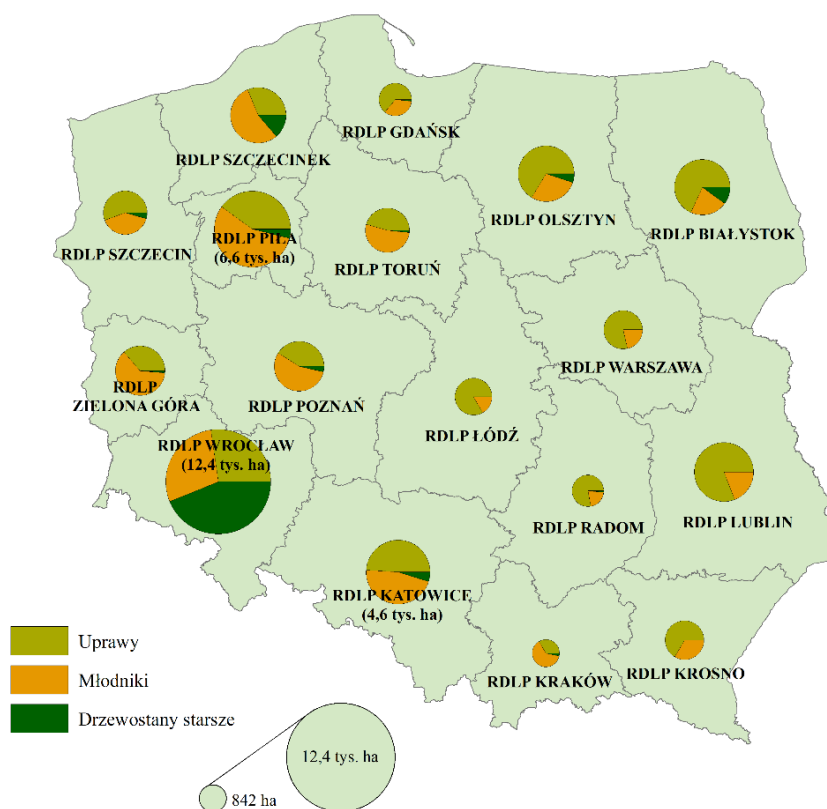 RDLP GDAŃSK
RDLP SZCZECINEK
RDLP OLSZTYN
RDLP BIAŁYSTOK
RDLP SZCZECIN
RDLP PIŁA
(6,6 tys. ha)
RDLP TORUŃ
RDLP WARSZAWA
RDLP
ZIELONA GÓRA
RDLP POZNAŃ
RDLP ŁÓDŹ
RDLP WROCŁAW
(12,4 tys. ha)
RDLP RADOM
RDLP LUBLIN
RDLP KATOWICE
(4,6 tys. ha)
RDLP KRAKÓW
RDLP KROSNO
Uprawy
Młodniki
Drzewostany starsze
12,4 tys. ha
842 ha